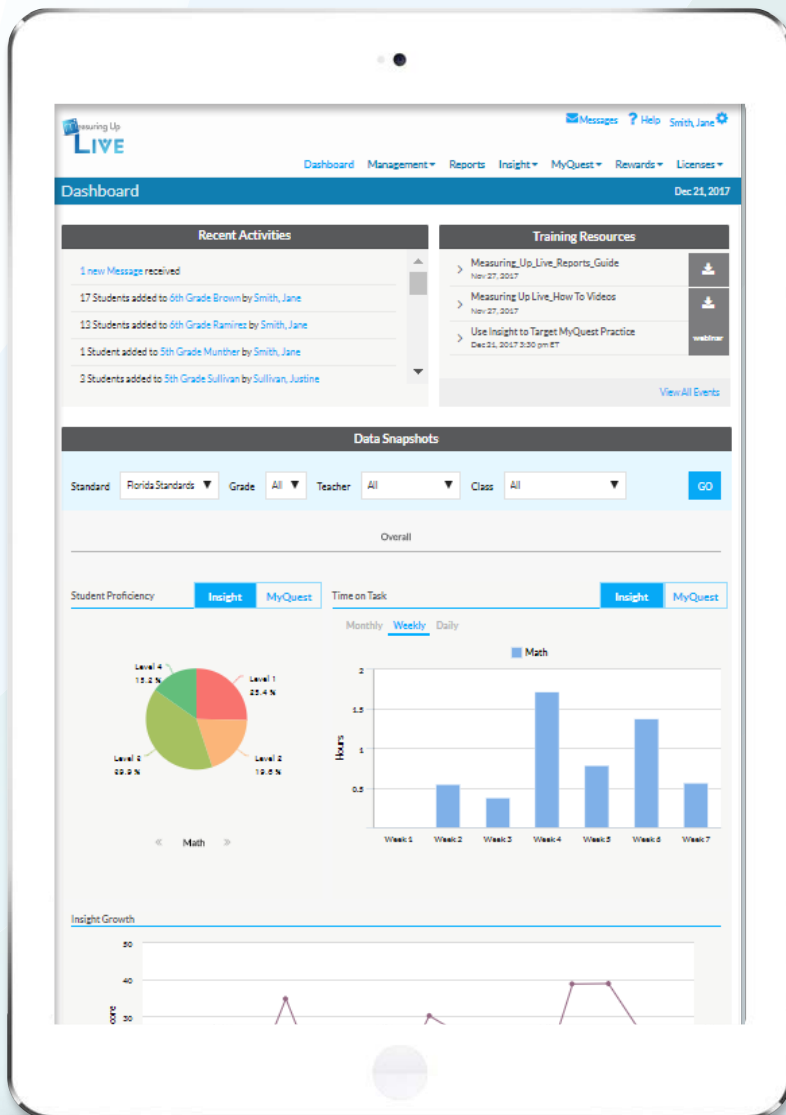 Measuring Up
LIVE
Messages ? Help Smith, Jane
Dashboard Management Reports Insight MyQuest Rewards Licenses
Dashboard Dec 21, 2017
Recent Activities
1 new Message received
17 Students added to 6th Grade Brown by Smith, Jane
13 Students added to 6th Grade Ramirez by Smith, Jane
1 Student added to 5th Grade Munther by Smith, Jane
3 Students added to 5th Grade Sullivan by Sullivan, Justine
Training Resources
Measuring_Up_Live_Reports_Guide
Nov 27, 2017
Measuring Up Live_How To Videos
Nov 27, 2017
Use Insight to Target MyQuest Practice
Dec 21, 2017 3:30 pm ET
webinar
View All Events
Data Snapshots
Standard Florida Standards Grade All Teacher All Class All GO
Overall
Student Proficiency Insight MyQuest
Level 4
15.2 %
Level 1
25.4 %
Level 3
39.9 %
Level 2
19.6 %
« Math »
Time on Task Insight MyQuest
Monthly Weekly Daily
Math
2
1.5
1
0.5
Hours
Week 1 Week 2 Week 3 Week 4 Week 5 Week 6 Week 7
Insight Growth
50
40
30